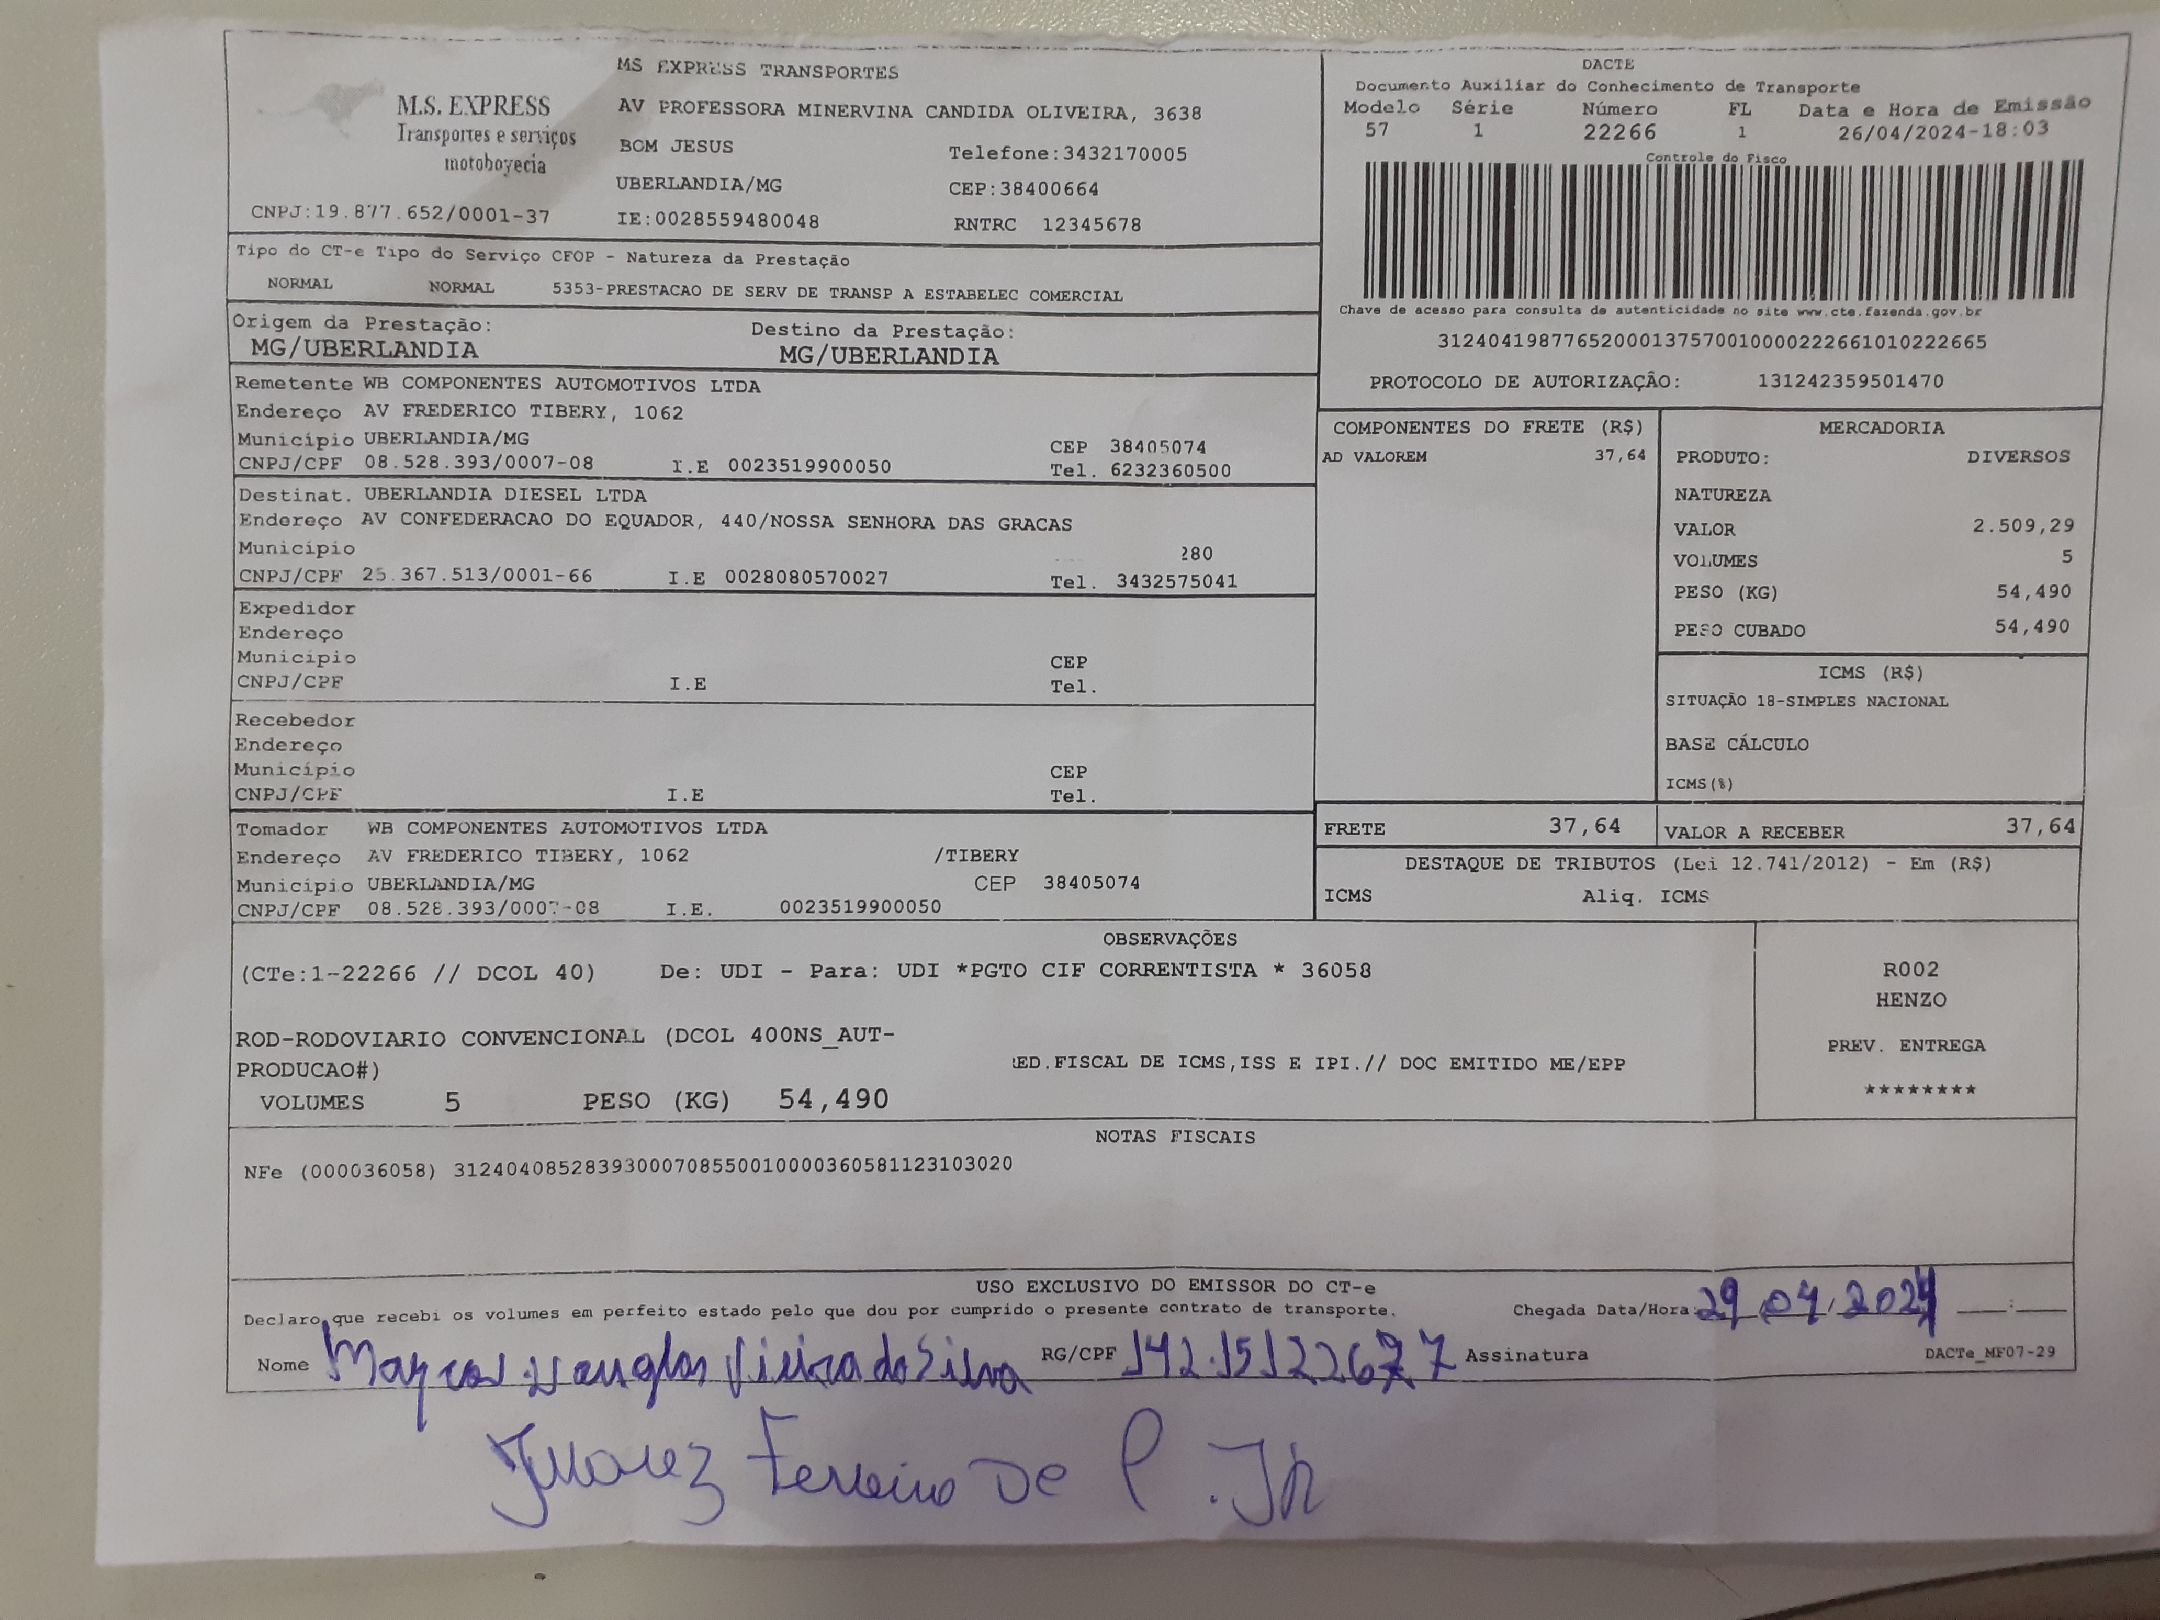 M.S. EXPRESS
Transportes e serviços
motoboyecia
CNPJ:19.877.652/0001-37
MS EXPRESS TRANSPORTES
AV PROFESSORA MINERVINA CANDIDA OLIVEIRA, 3638
BOM JESUS Telefone:3432170005
UBERLANDIA/MG CEP:38400664
IE:0028559480048 RNTRC 12345678
DACTE
Documento Auxiliar do Conhecimento de Transporte
Modelo Série Número FL Data e Hora de Emissão
57 1 22266 1 26/04/2024-18:03
Controle do Fisco
Chave de acesso para consulta de autenticidade no site www.cte.fazenda.gov.br
31240419877652000137570010000222661010222665
PROTOCOLO DE AUTORIZAÇÃO: 131242359501470
Tipo do CT-e Tipo do Serviço CFOP - Natureza da Prestação
NORMAL NORMAL 5353-PRESTACAO DE SERV DE TRANSP A ESTABELEC COMERCIAL
Origem da Prestação: Destino da Prestação:
MG/UBERLANDIA MG/UBERLANDIA
Remetente WB COMPONENTES AUTOMOTIVOS LTDA
Endereço AV FREDERICO TIBERY, 1062
Município UBERLANDIA/MG CEP 38405074
CNPJ/CPF 08.528.393/0007-08 I.E 0023519900050 Tel. 6232360500
Destinat. UBERLANDIA DIESEL LTDA
Endereço AV CONFEDERACAO DO EQUADOR, 440/NOSSA SENHORA DAS GRACAS
Município 280
CNPJ/CPF 25.367.513/0001-66 I.E 0028080570027 Tel. 3432575041
Expedidor
Endereço
Município CEP
CNPJ/CPF I.E Tel.
Recebedor
Endereço
Município CEP
CNPJ/CPF I.E Tel.
Tomador WB COMPONENTES AUTOMOTIVOS LTDA
Endereço AV FREDERICO TIBERY, 1062 /TIBERY
Município UBERLANDIA/MG CEP 38405074
CNPJ/CPF 08.528.393/0007-08 I.E. 0023519900050
COMPONENTES DO FRETE (R$)
AD VALOREM 37,64
MERCADORIA
PRODUTO: DIVERSOS
NATUREZA
VALOR 2.509,29
VOLUMES 5
PESO (KG) 54,490
PESO CUBADO 54,490
ICMS (R$)
SITUAÇÃO 18-SIMPLES NACIONAL
BASE CÁLCULO
ICMS(%)
FRETE 37,64 VALOR A RECEBER 37,64
DESTAQUE DE TRIBUTOS (Lei 12.741/2012) - Em (R$)
ICMS Aliq. ICMS
OBSERVAÇÕES
(CTe:1-22266 // DCOL 40) De: UDI - Para: UDI *PGTO CIF CORRENTISTA * 36058
ROD-RODOVIARIO CONVENCIONAL (DCOL 400NS_AUT-
PRODUCAO#) ED.FISCAL DE ICMS,ISS E IPI.// DOC EMITIDO ME/EPP
VOLUMES 5 PESO (KG) 54,490
R002
HENZO
PREV. ENTREGA
********
NOTAS FISCAIS
NFe (000036058) 31240408528393000708550010000360581123103020
USO EXCLUSIVO DO EMISSOR DO CT-e
Declaro que recebi os volumes em perfeito estado pelo que dou por cumprido o presente contrato de transporte. Chegada Data/Hora: 29/04/2024 ___:___
Nome Marcos Vieira da Silva RG/CPF Assinatura DACTe_MF07-29
Juarez Ferreira De P. Jr